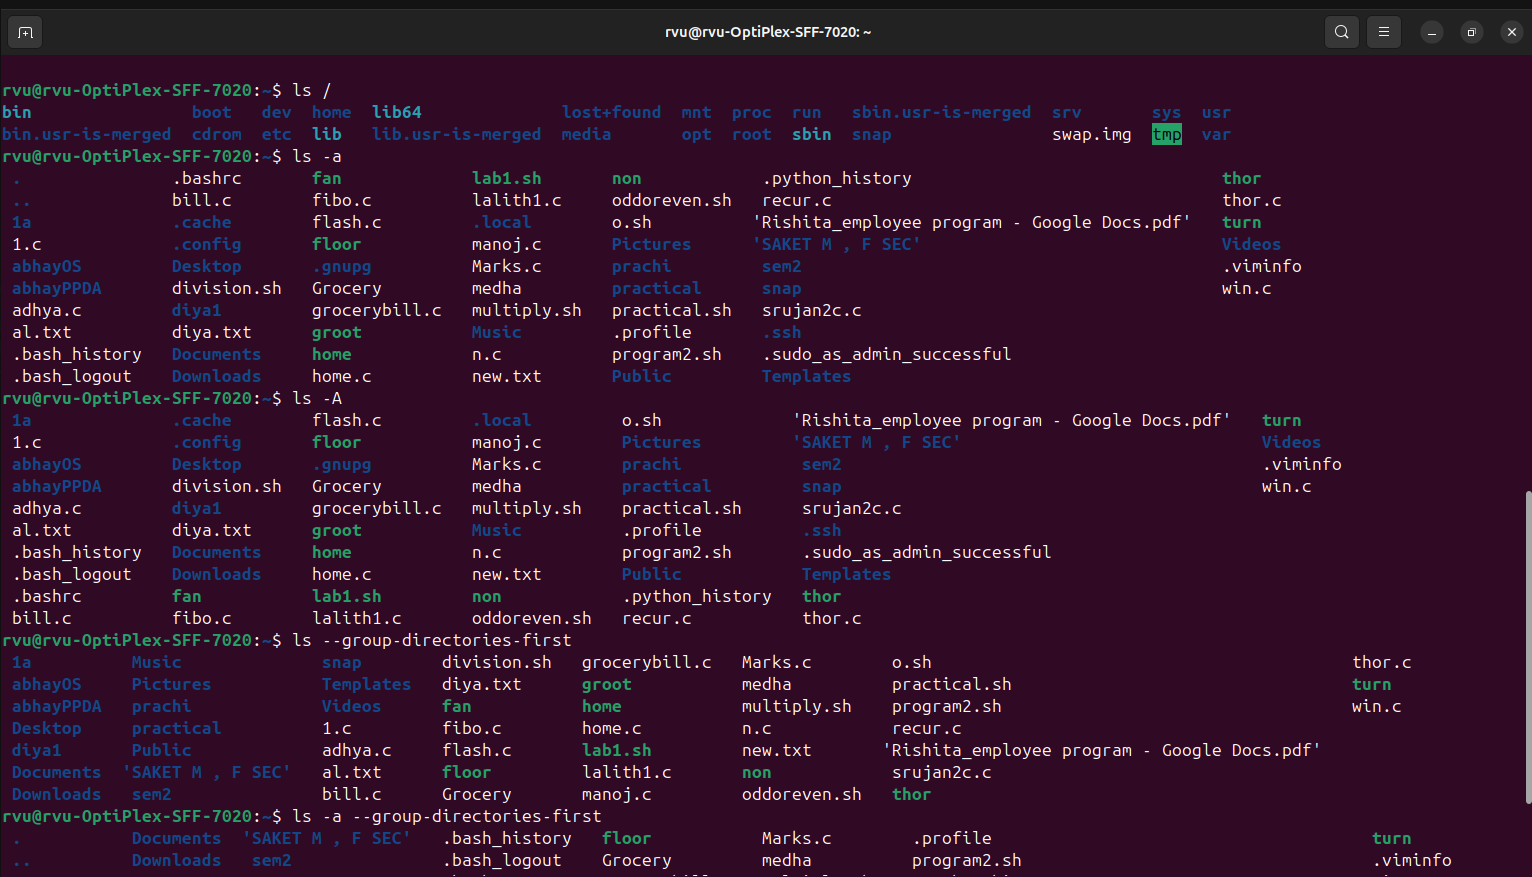 rvu@rvu-OptiPlex-SFF-7020: ~
rvu@rvu-OptiPlex-SFF-7020:~$ ls /
bin boot dev home lib64 lost+found mnt proc run sbin.usr-is-merged srv sys usr
bin.usr-is-merged cdrom etc lib lib.usr-is-merged media opt root sbin snap swap.img tmp var
rvu@rvu-OptiPlex-SFF-7020:~$ ls -a
. .bashrc fan lab1.sh non .python_history thor
.. bill.c fibo.c lalith1.c oddoreven.sh recur.c thor.c
1a .cache flash.c .local o.sh 'Rishita_employee program - Google Docs.pdf' turn
1.c .config floor manoj.c Pictures 'SAKET M , F SEC' Videos
abhayOS Desktop .gnupg Marks.c prachi sem2 .viminfo
abhayPPDA division.sh Grocery medha practical snap win.c
adhya.c diya1 grocerybill.c multiply.sh practical.sh srujan2c.c
al.txt diya.txt groot Music .profile .ssh
.bash_history Documents home n.c program2.sh .sudo_as_admin_successful
.bash_logout Downloads home.c new.txt Public Templates
rvu@rvu-OptiPlex-SFF-7020:~$ ls -A
1a .cache flash.c .local o.sh 'Rishita_employee program - Google Docs.pdf' turn
1.c .config floor manoj.c Pictures 'SAKET M , F SEC' Videos
abhayOS Desktop .gnupg Marks.c prachi sem2 .viminfo
abhayPPDA division.sh Grocery medha practical snap win.c
adhya.c diya1 grocerybill.c multiply.sh practical.sh srujan2c.c
al.txt diya.txt groot Music .profile .ssh
.bash_history Documents home n.c program2.sh .sudo_as_admin_successful
.bash_logout Downloads home.c new.txt Public Templates
.bashrc fan lab1.sh non .python_history thor
bill.c fibo.c lalith1.c oddoreven.sh recur.c thor.c
rvu@rvu-OptiPlex-SFF-7020:~$ ls --group-directories-first
1a Music snap division.sh grocerybill.c Marks.c o.sh thor.c
abhayOS Pictures Templates diya.txt groot medha practical.sh turn
abhayPPDA prachi Videos fan home multiply.sh program2.sh win.c
Desktop practical 1.c fibo.c home.c n.c recur.c
diya1 Public adhya.c flash.c lab1.sh new.txt 'Rishita_employee program - Google Docs.pdf'
Documents 'SAKET M , F SEC' al.txt floor lalith1.c non srujan2c.c
Downloads sem2 bill.c Grocery manoj.c oddoreven.sh thor
rvu@rvu-OptiPlex-SFF-7020:~$ ls -a --group-directories-first
. Documents 'SAKET M , F SEC' .bash_history floor Marks.c .profile turn
.. Downloads sem2 .bash_logout Grocery medha program2.sh .viminfo